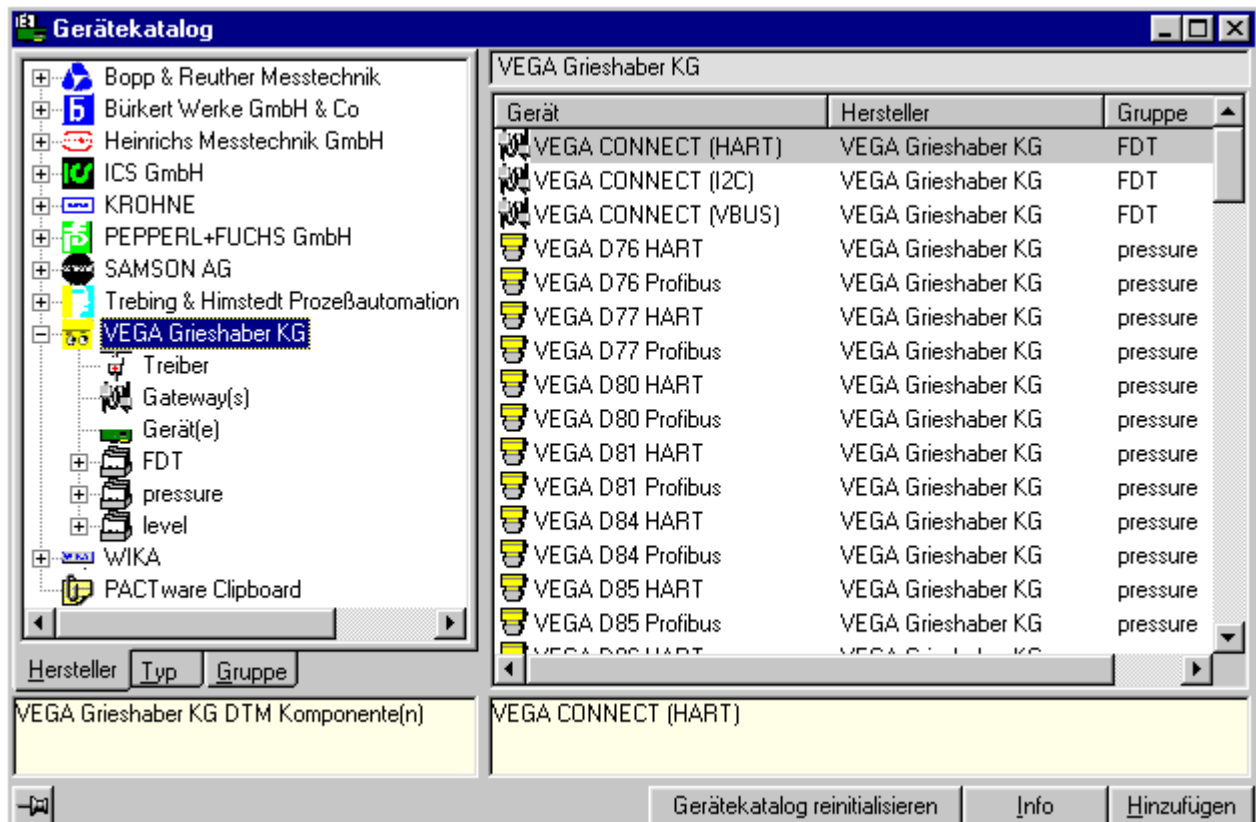 Gerätekatalog
Bopp & Reuther Messtechnik
Bürkert Werke GmbH & Co
Heinrichs Messtechnik GmbH
ICS GmbH
KROHNE
PEPPERL+FUCHS GmbH
SAMSON AG
Trebing & Himstedt Prozeßautomation
VEGA Grieshaber KG
Treiber
Gateway(s)
Gerät(e)
FDT
pressure
level
WIKA
PACTware Clipboard
Hersteller Typ Gruppe
VEGA Grieshaber KG DTM Komponente(n)
VEGA Grieshaber KG
Gerät Hersteller Gruppe
VEGA CONNECT (HART) VEGA Grieshaber KG FDT
VEGA CONNECT (I2C) VEGA Grieshaber KG FDT
VEGA CONNECT (VBUS) VEGA Grieshaber KG FDT
VEGA D76 HART VEGA Grieshaber KG pressure
VEGA D76 Profibus VEGA Grieshaber KG pressure
VEGA D77 HART VEGA Grieshaber KG pressure
VEGA D77 Profibus VEGA Grieshaber KG pressure
VEGA D80 HART VEGA Grieshaber KG pressure
VEGA D80 Profibus VEGA Grieshaber KG pressure
VEGA D81 HART VEGA Grieshaber KG pressure
VEGA D81 Profibus VEGA Grieshaber KG pressure
VEGA D84 HART VEGA Grieshaber KG pressure
VEGA D84 Profibus VEGA Grieshaber KG pressure
VEGA D85 HART VEGA Grieshaber KG pressure
VEGA D85 Profibus VEGA Grieshaber KG pressure
VEGA CONNECT (HART)
Gerätekatalog reinitialisieren Info Hinzufügen